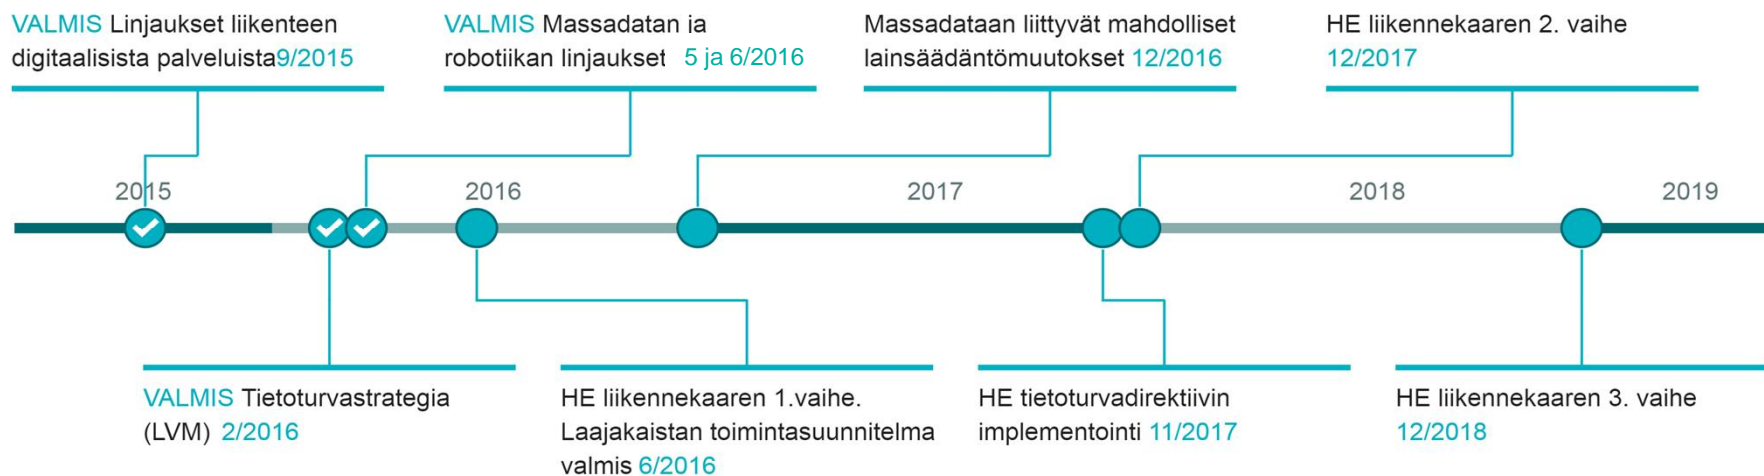 VALMIS Linjaukset liikenteen
digitaalisista palveluista9/2015
VALMIS Massadatan ja
robotiikan linjaukset 5 ja 6/2016
Massadataan liittyvät mahdolliset
lainsäädäntömuutokset 12/2016
HE liikennekaaren 2. vaihe
12/2017
2015
2016
2017
2018
2019
VALMIS Tietoturvastrategia
(LVM) 2/2016
HE liikennekaaren 1.vaihe.
Laajakaistan toimintasuunnitelma
valmis 6/2016
HE tietoturvadirektiivin
implementointi 11/2017
HE liikennekaaren 3. vaihe
12/2018